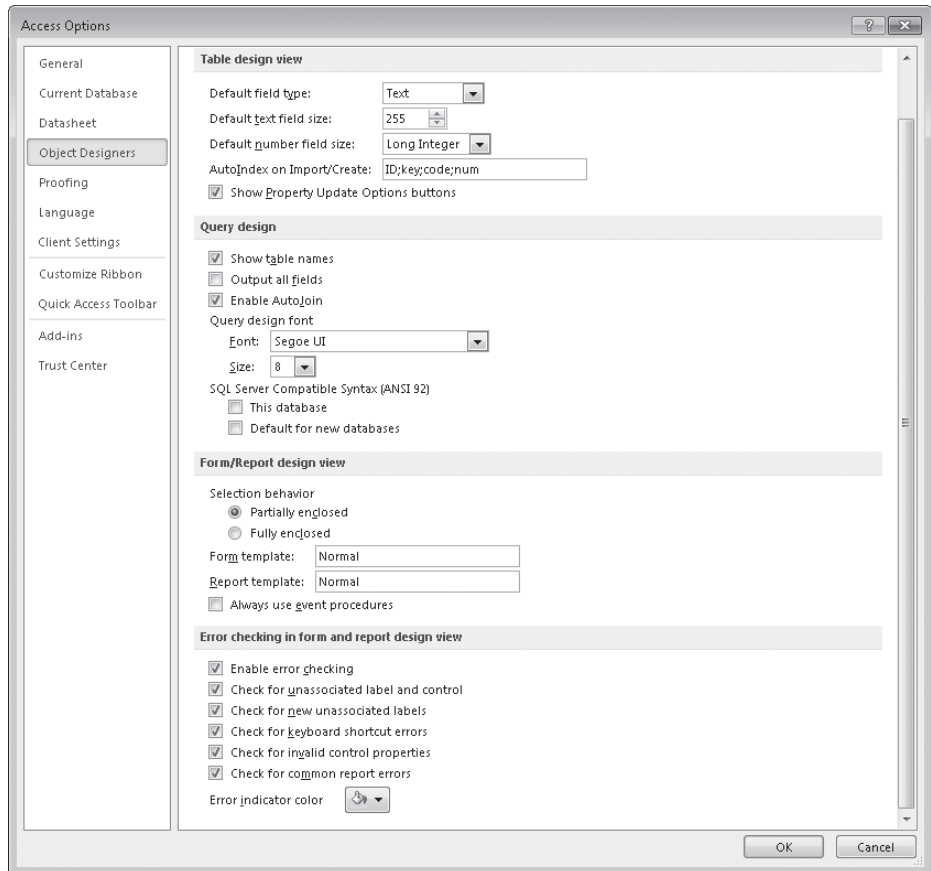 Access Options
General
Current Database
Datasheet
Object Designers
Proofing
Language
Client Settings
Customize Ribbon
Quick Access Toolbar
Add-ins
Trust Center
Table design view
Default field type: Text
Default text field size: 255
Default number field size: Long Integer
AutoIndex on Import/Create: ID;key;code;num
Show Property Update Options buttons
Query design
Show table names
Output all fields
Enable AutoJoin
Query design font
Font: Segoe UI
Size: 8
SQL Server Compatible Syntax (ANSI 92)
This database
Default for new databases
Form/Report design view
Selection behavior
Partially enclosed
Fully enclosed
Form template: Normal
Report template: Normal
Always use event procedures
Error checking in form and report design view
Enable error checking
Check for unassociated label and control
Check for new unassociated labels
Check for keyboard shortcut errors
Check for invalid control properties
Check for common report errors
Error indicator color
OK Cancel